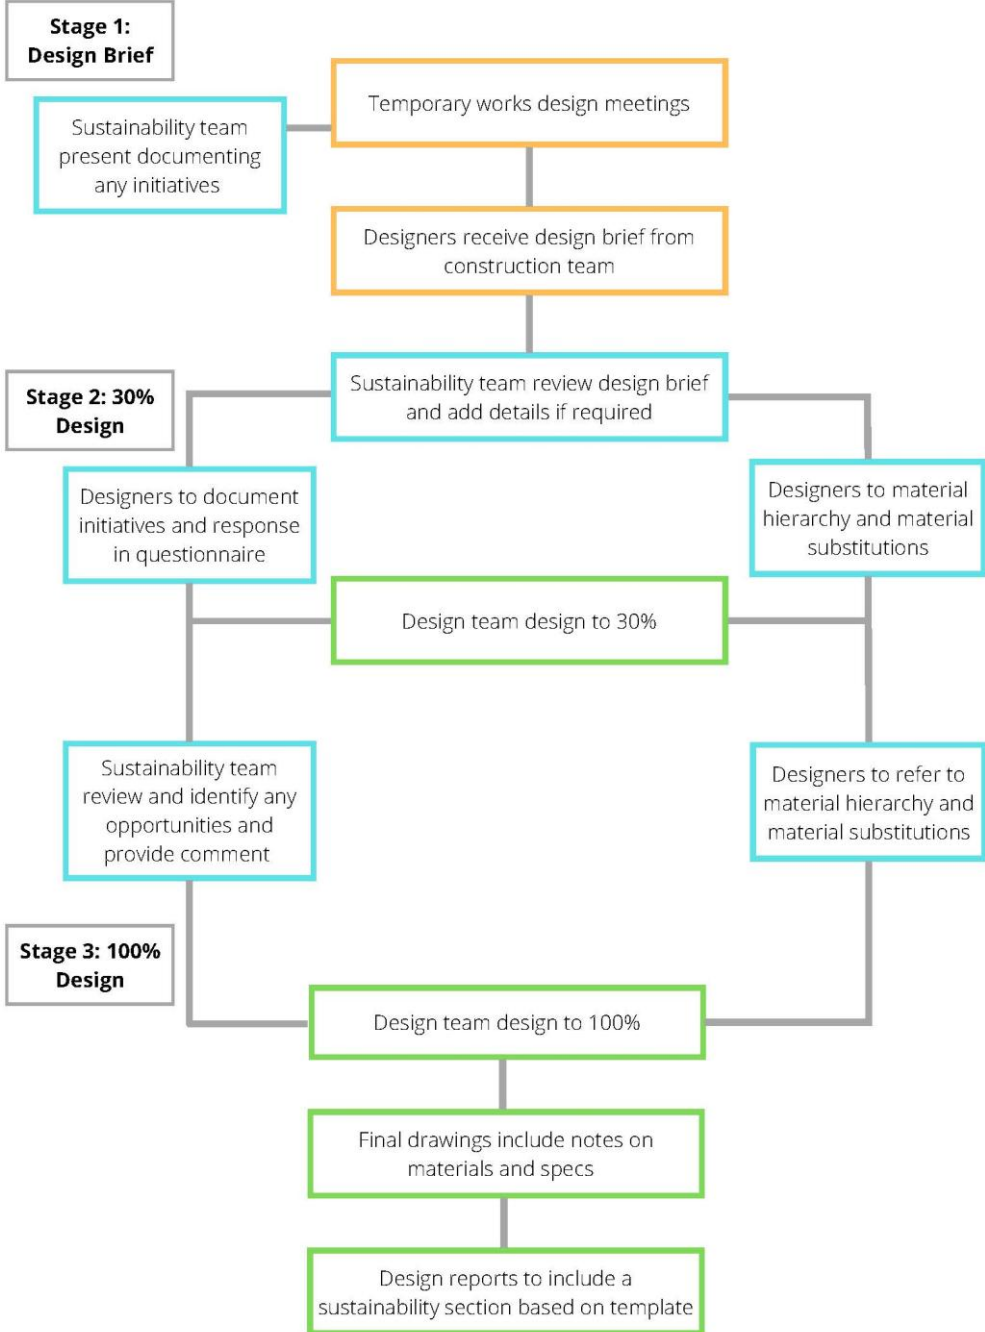 Stage 1:
Design Brief
Temporary works design meetings
Sustainability team
present documenting
any initiatives
Designers receive design brief from
construction team
Sustainability team review design brief
and add details if required
Stage 2: 30%
Design
Designers to document
initiatives and response
in questionnaire
Designers to material
hierarchy and material
substitutions
Design team design to 30%
Sustainability team
review and identify any
opportunities and
provide comment
Designers to refer to
material hierarchy and
material substitutions
Stage 3: 100%
Design
Design team design to 100%
Final drawings include notes on
materials and specs
Design reports to include a
sustainability section based on template